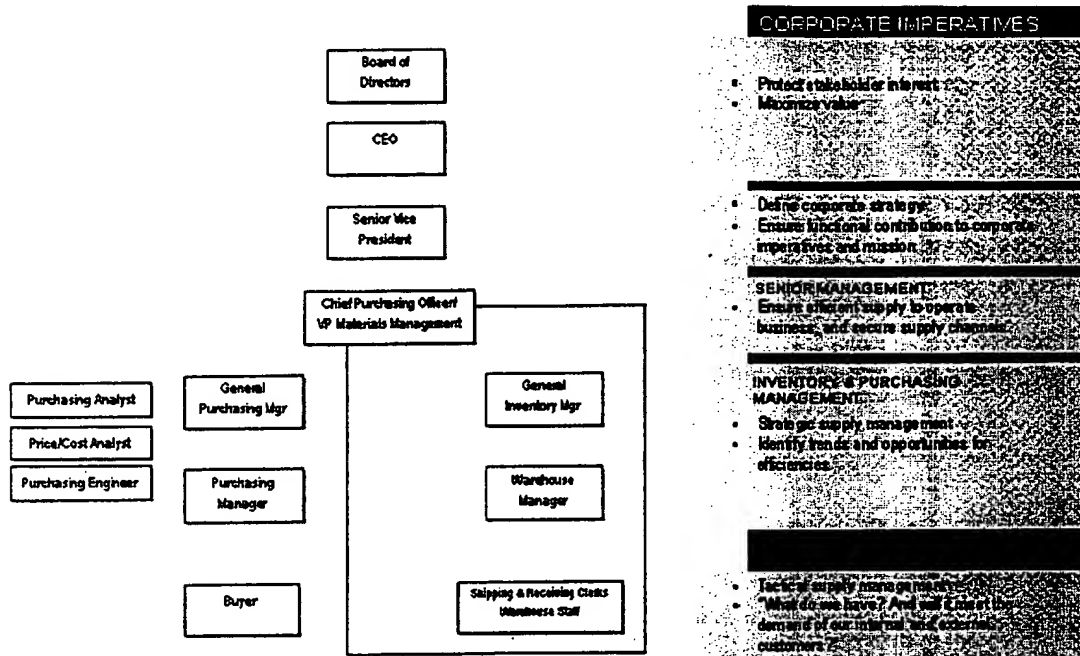 Board of
Directors
CEO
Senior Vice
President
Chief Purchasing Officer/
VP Materials Management
Purchasing Analyst
Price/Cost Analyst
Purchasing Engineer
General
Purchasing Mgr
General
Inventory Mgr
Purchasing
Manager
Warehouse
Manager
Buyer
Shipping & Receiving Clerks
Warehouse Staff
CORPORATE IMPERATIVES
• Protect stakeholder interest
• Maximize value
• Define corporate strategy
• Ensure functional contribution to corporate
imperatives and mission
SENIOR MANAGEMENT:
• Ensure efficient supply to operate
business, and secure supply channels.
INVENTORY & PURCHASING
MANAGEMENT:
• Strategic supply management
• Identify trends and opportunities for
efficiencies
• Tactical supply management
• "What do we have? And will it meet the
demand of our internal and external
customers?"